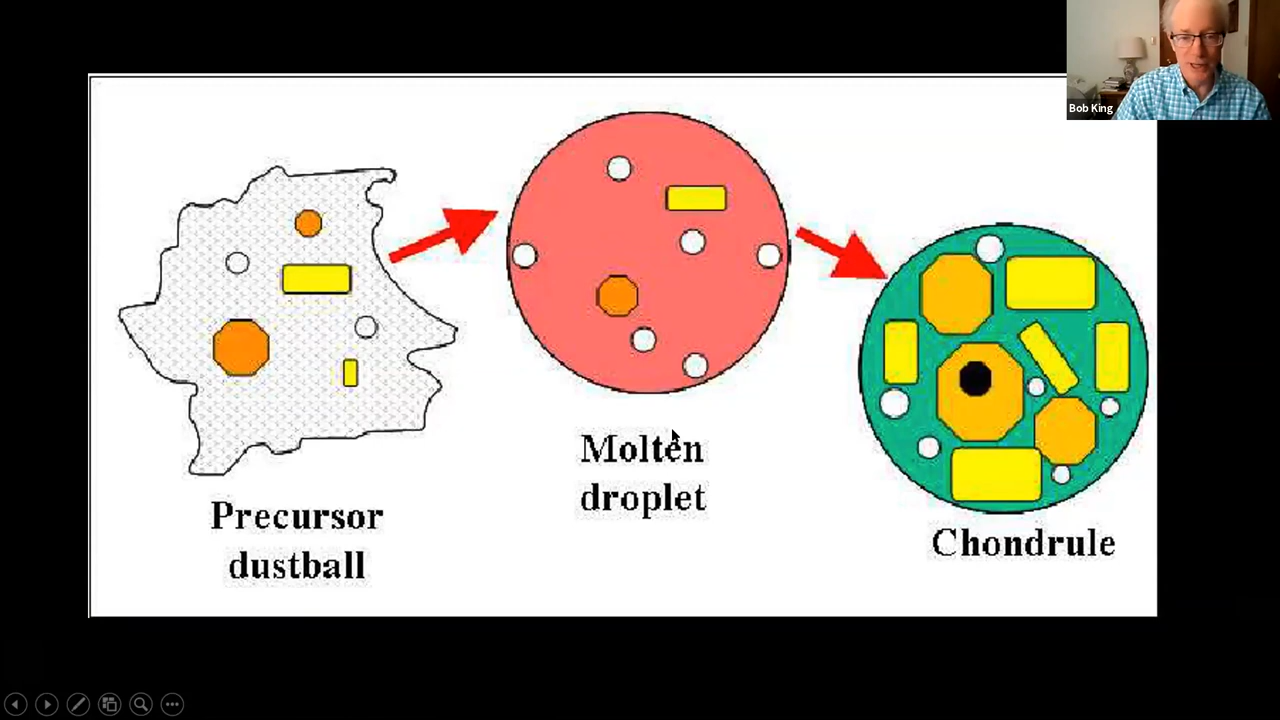 Bob King
Precursor
dustball
Molten
droplet
Chondrule